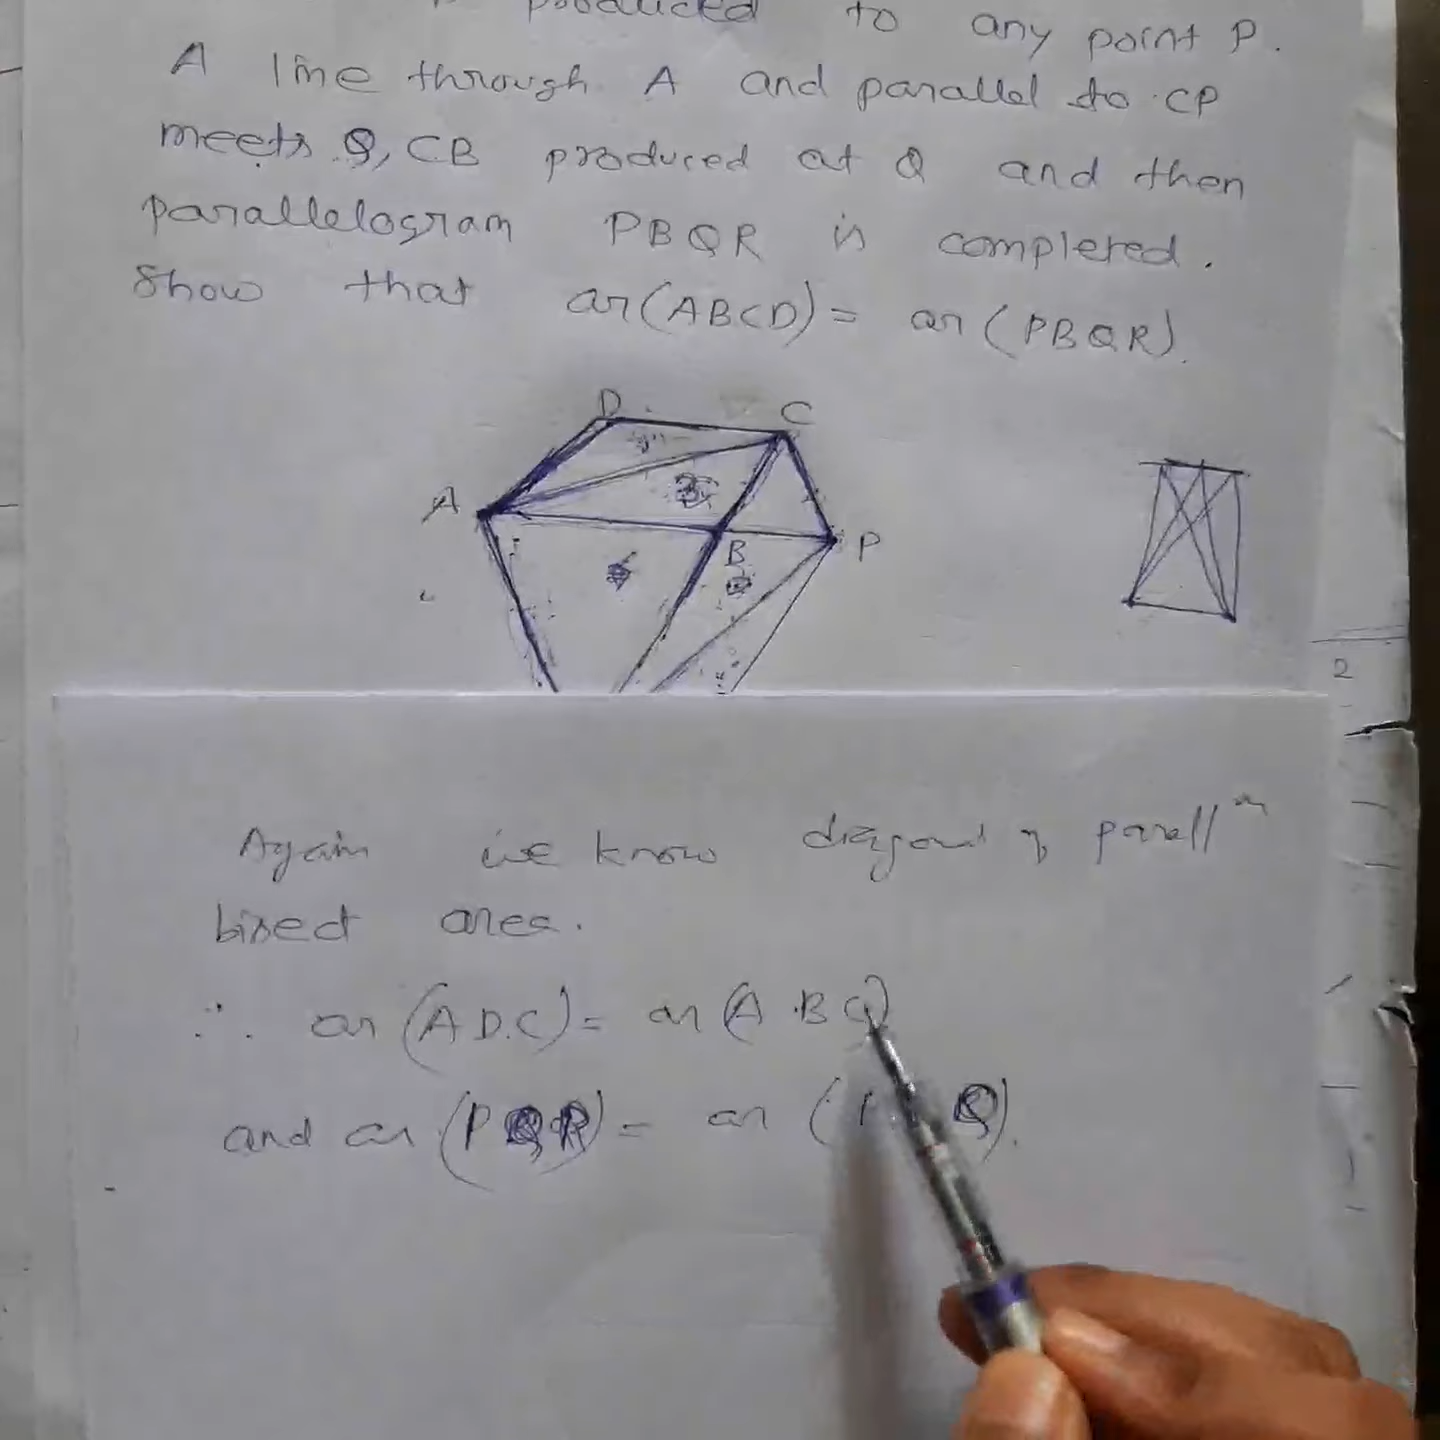 produced to any point P.
A line through A and parallel to CP
meets Q, CB produced at Q and then
parallelogram PBQR is completed.
Show that ar(ABCD) = ar(PBQR).
D C
A
B P
2
Again we know diagonal of parall^m
bisect area.
∴ ar(ADC) = ar(ABC)
and ar(PQR) = ar( Q).